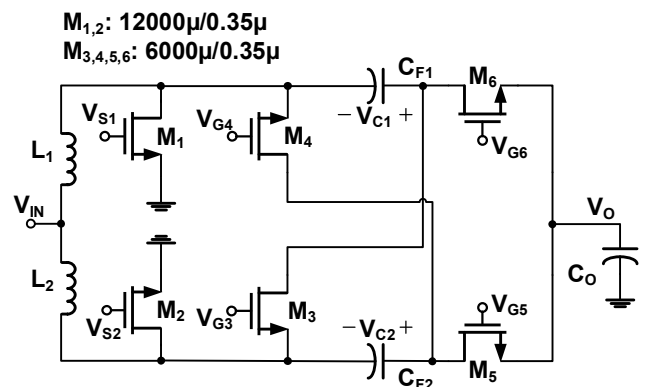 M1,2: 12000μ/0.35μ
M3,4,5,6: 6000μ/0.35μ
CF1
M6
VS1
M1
VG4
M4
− VC1 +
VG6
L1
VIN
VO
CO
L2
VS2
M2
VG3
M3
− VC2 +
VG5
M5
CF2